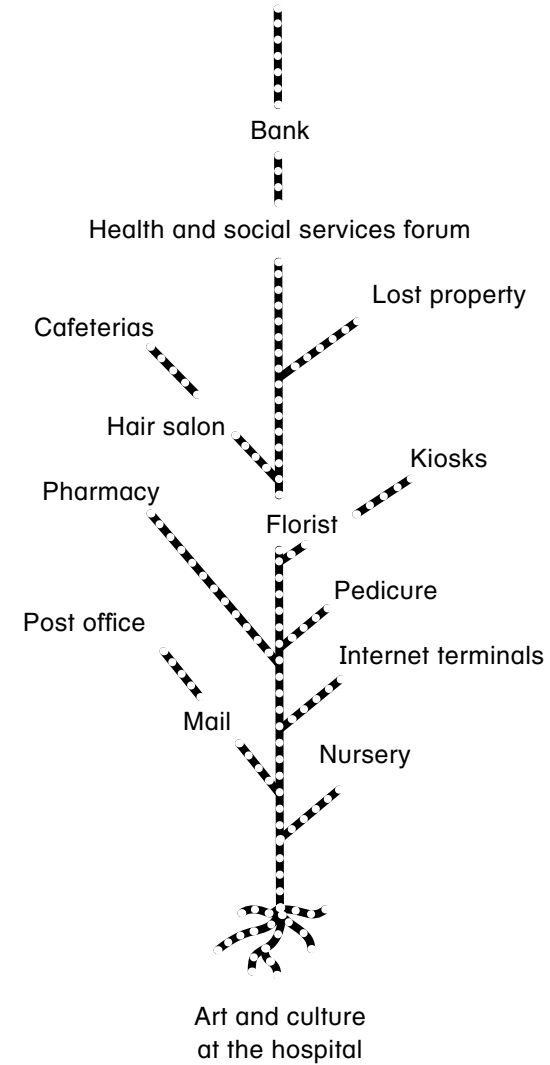 Bank
Health and social services forum
Lost property
Cafeterias
Hair salon
Kiosks
Pharmacy
Florist
Pedicure
Post office
Internet terminals
Mail
Nursery
Art and culture
at the hospital